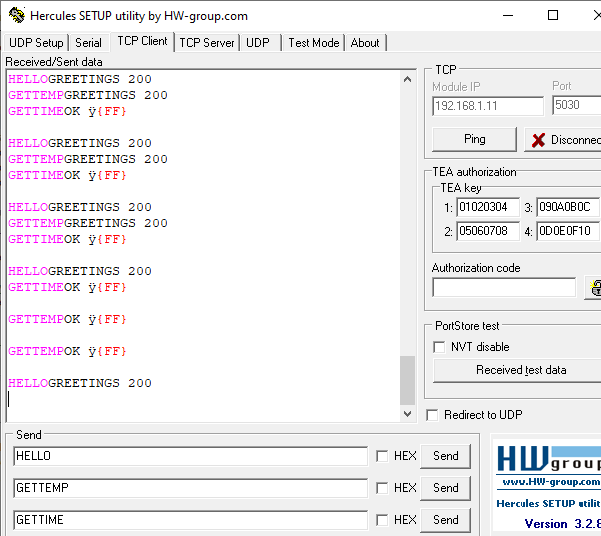 Hercules SETUP utility by HW-group.com
UDP Setup Serial TCP Client TCP Server UDP Test Mode About
Received/Sent data
HELLOGREETINGS 200
GETTEMPGREETINGS 200
GETTIMEOK ÿ{FF}
HELLOGREETINGS 200
GETTEMPGREETINGS 200
GETTIMEOK ÿ{FF}
HELLOGREETINGS 200
GETTEMPGREETINGS 200
GETTIMEOK ÿ{FF}
HELLOGREETINGS 200
GETTIMEOK ÿ{FF}
GETTEMPOK ÿ{FF}
GETTEMPOK ÿ{FF}
HELLOGREETINGS 200
TCP
Module IP Port
192.168.1.11 5030
Ping Disconnec
TEA authorization
TEA key
1: 01020304 3: 090A0B0C
2: 05060708 4: 0D0E0F10
Authorization code
PortStore test
NVT disable
Received test data
Redirect to UDP
Send
HELLO HEX Send
GETTEMP HEX Send
GETTIME HEX Send
HW group
www.HW-group.com
Hercules SETUP utilit
Version 3.2.8